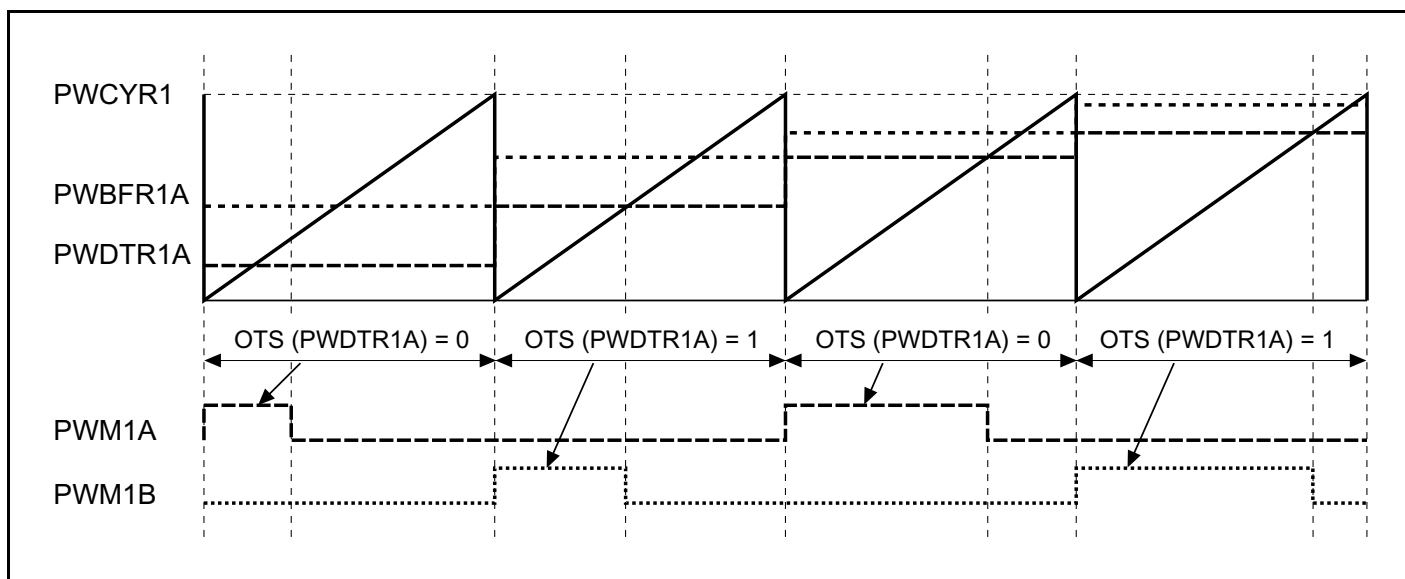 PWCYR1
PWBFR1A
PWDTR1A
OTS (PWDTR1A) = 0 OTS (PWDTR1A) = 1 OTS (PWDTR1A) = 0 OTS (PWDTR1A) = 1
PWM1A
PWM1B